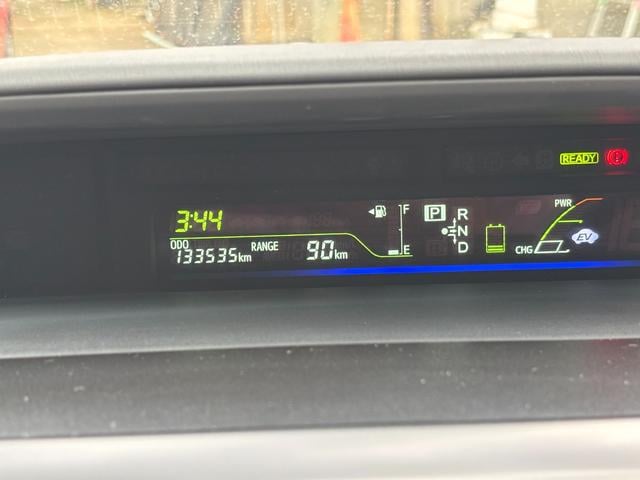 READY
3:44
F
P
R
PWR
N
EV
ODO
133535km
RANGE
90km
E
D
CHG